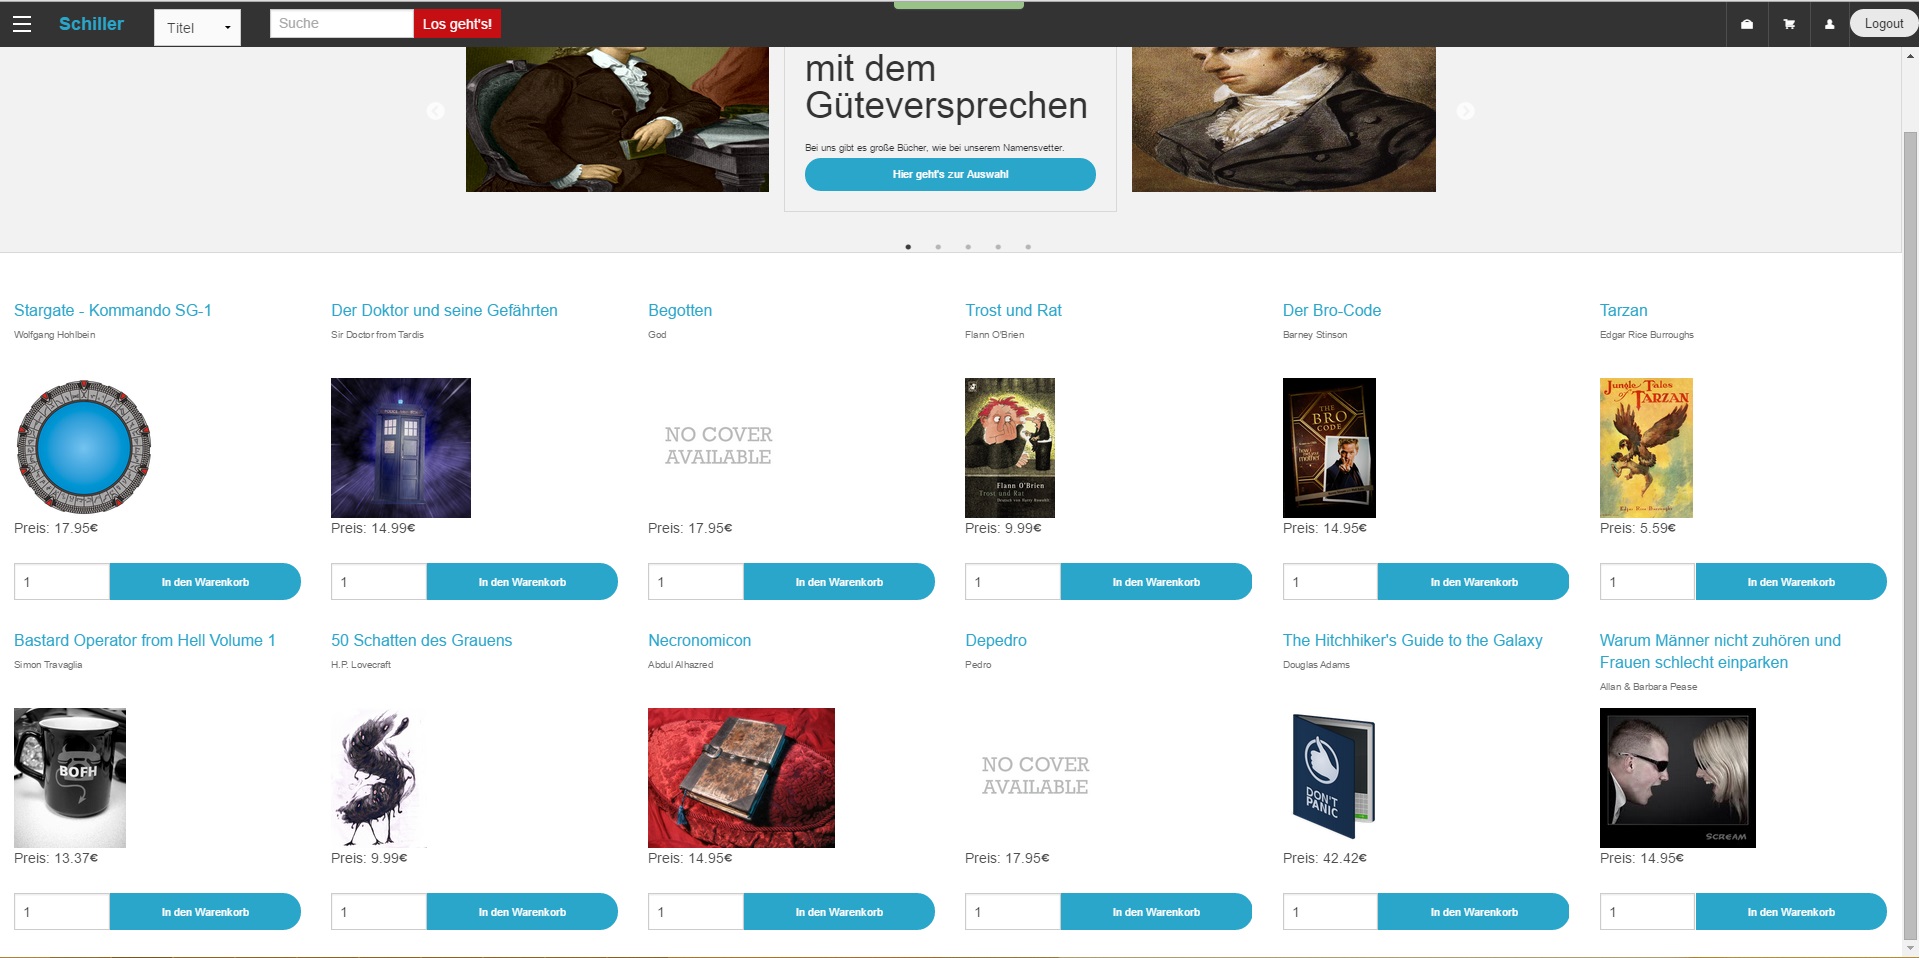 Schiller
Titel
Suche
Los geht's!
Logout
mit dem
Güteversprechen
Bei uns gibt es große Bücher, wie bei unserem Namensvetter.
Hier geht's zur Auswahl
Stargate - Kommando SG-1
Wolfgang Hohlbein
Preis: 17.95€
1
In den Warenkorb
Der Doktor und seine Gefährten
Sir Doctor from Tardis
Preis: 14.99€
1
In den Warenkorb
Begotten
God
NO COVER
AVAILABLE
Preis: 17.95€
1
In den Warenkorb
Trost und Rat
Flann O'Brien
Flann O'Brien
Trost und Rat
Preis: 9.99€
1
In den Warenkorb
Der Bro-Code
Barney Stinson
THE
BRO
CODE
mother
Preis: 14.95€
1
In den Warenkorb
Tarzan
Edgar Rice Burroughs
Jungle Tales
of TARZAN
Edgar Rice Burroughs
Preis: 5.59€
1
In den Warenkorb
Bastard Operator from Hell Volume 1
Simon Travaglia
BOFH
Preis: 13.37€
1
In den Warenkorb
50 Schatten des Grauens
H.P. Lovecraft
Preis: 9.99€
1
In den Warenkorb
Necronomicon
Abdul Alhazred
Preis: 14.95€
1
In den Warenkorb
Depedro
Pedro
NO COVER
AVAILABLE
Preis: 17.95€
1
In den Warenkorb
The Hitchhiker's Guide to the Galaxy
Douglas Adams
DON'T
PANIC
Preis: 42.42€
1
In den Warenkorb
Warum Männer nicht zuhören und
Frauen schlecht einparken
Allan & Barbara Pease
SCREAM
Preis: 14.95€
1
In den Warenkorb